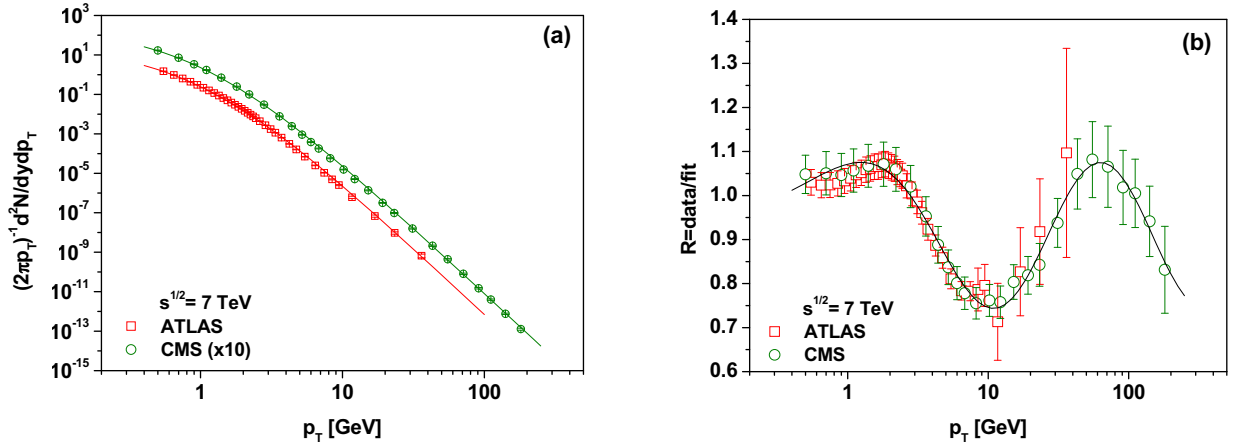 (a)
10^3
10^1
10^-1
10^-3
10^-5
10^-7
10^-9
10^-11
10^-13
10^-15
(2πp_T)^-1 d^2N/dydp_T
s^1/2= 7 TeV
ATLAS
CMS (x10)
1 10 100
p_T [GeV]
(b)
1.4
1.3
1.2
1.1
1.0
0.9
0.8
0.7
0.6
R=data/fit
s^1/2= 7 TeV
ATLAS
CMS
1 10 100
p_T [GeV]